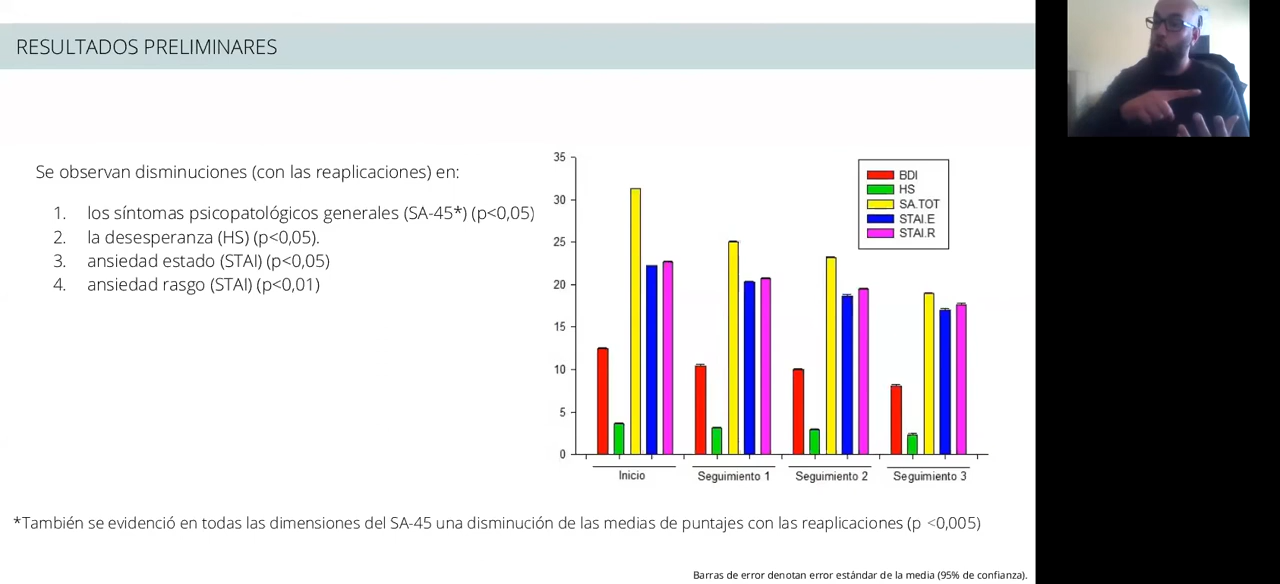 RESULTADOS PRELIMINARES
Se observan disminuciones (con las reaplicaciones) en:
1. los síntomas psicopatológicos generales (SA-45*) (p<0,05)
2. la desesperanza (HS) (p<0,05).
3. ansiedad estado (STAI) (p<0,05)
4. ansiedad rasgo (STAI) (p<0,01)
35
30
25
20
15
10
5
0
BDI
HS
SA.TOT
STAI.E
STAI.R
Inicio
Seguimiento 1
Seguimiento 2
Seguimiento 3
*También se evidenció en todas las dimensiones del SA-45 una disminución de las medias de puntajes con las reaplicaciones (p <0,005)
Barras de error denotan error estándar de la media (95% de confianza).